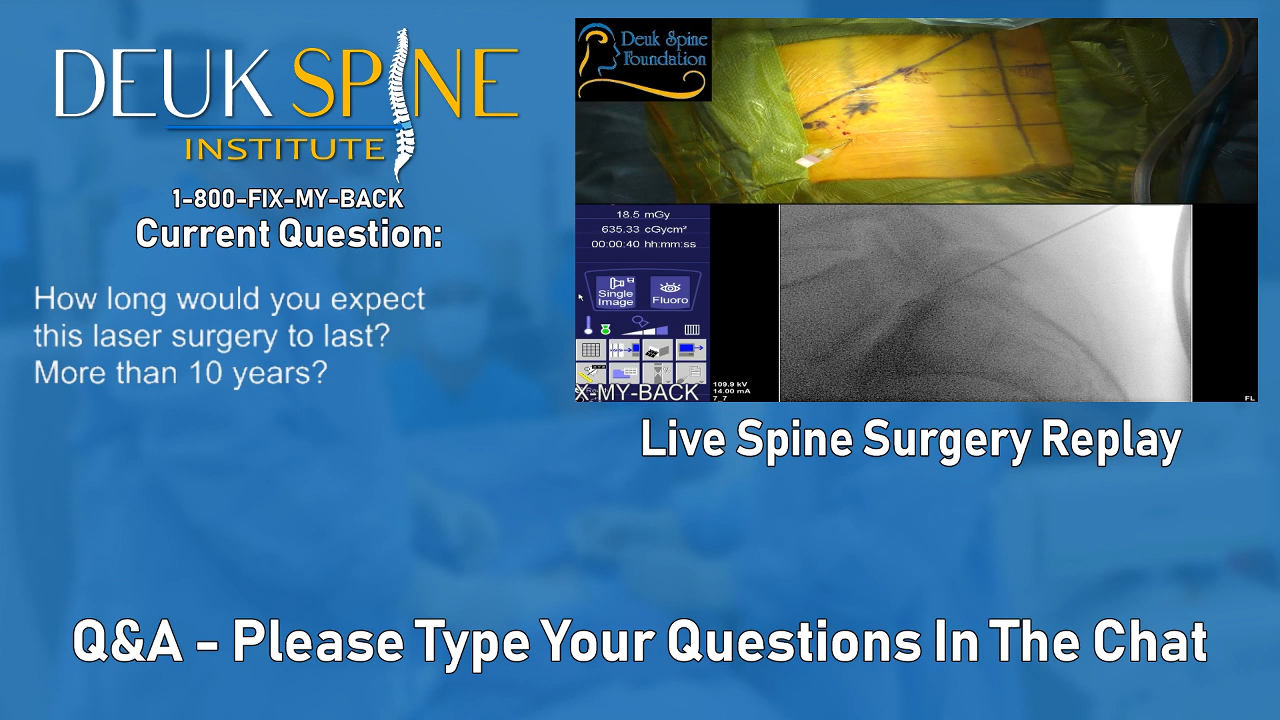 DEUK SPINE
INSTITUTE
1-800-FIX-MY-BACK
Current Question:
How long would you expect
this laser surgery to last?
More than 10 years?
Deuk Spine
Foundation
18.5 mGy
635.33 cGycm²
00:00:40 hh:mm:ss
Single
Image
Fluoro
X-MY-BACK
109.9 kV
14.00 mA
7_7
FL
Live Spine Surgery Replay
Q&A - Please Type Your Questions In The Chat